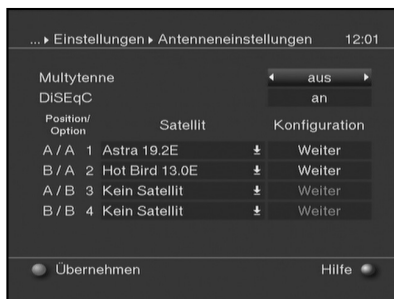 ... ▸ Einstellungen ▸ Antenneneinstellungen 12:01
Multytenne aus
DiSEqC an
Position/
Option Satellit Konfiguration
A / A 1 Astra 19.2E Weiter
B / A 2 Hot Bird 13.0E Weiter
A / B 3 Kein Satellit Weiter
B / B 4 Kein Satellit Weiter
Übernehmen Hilfe